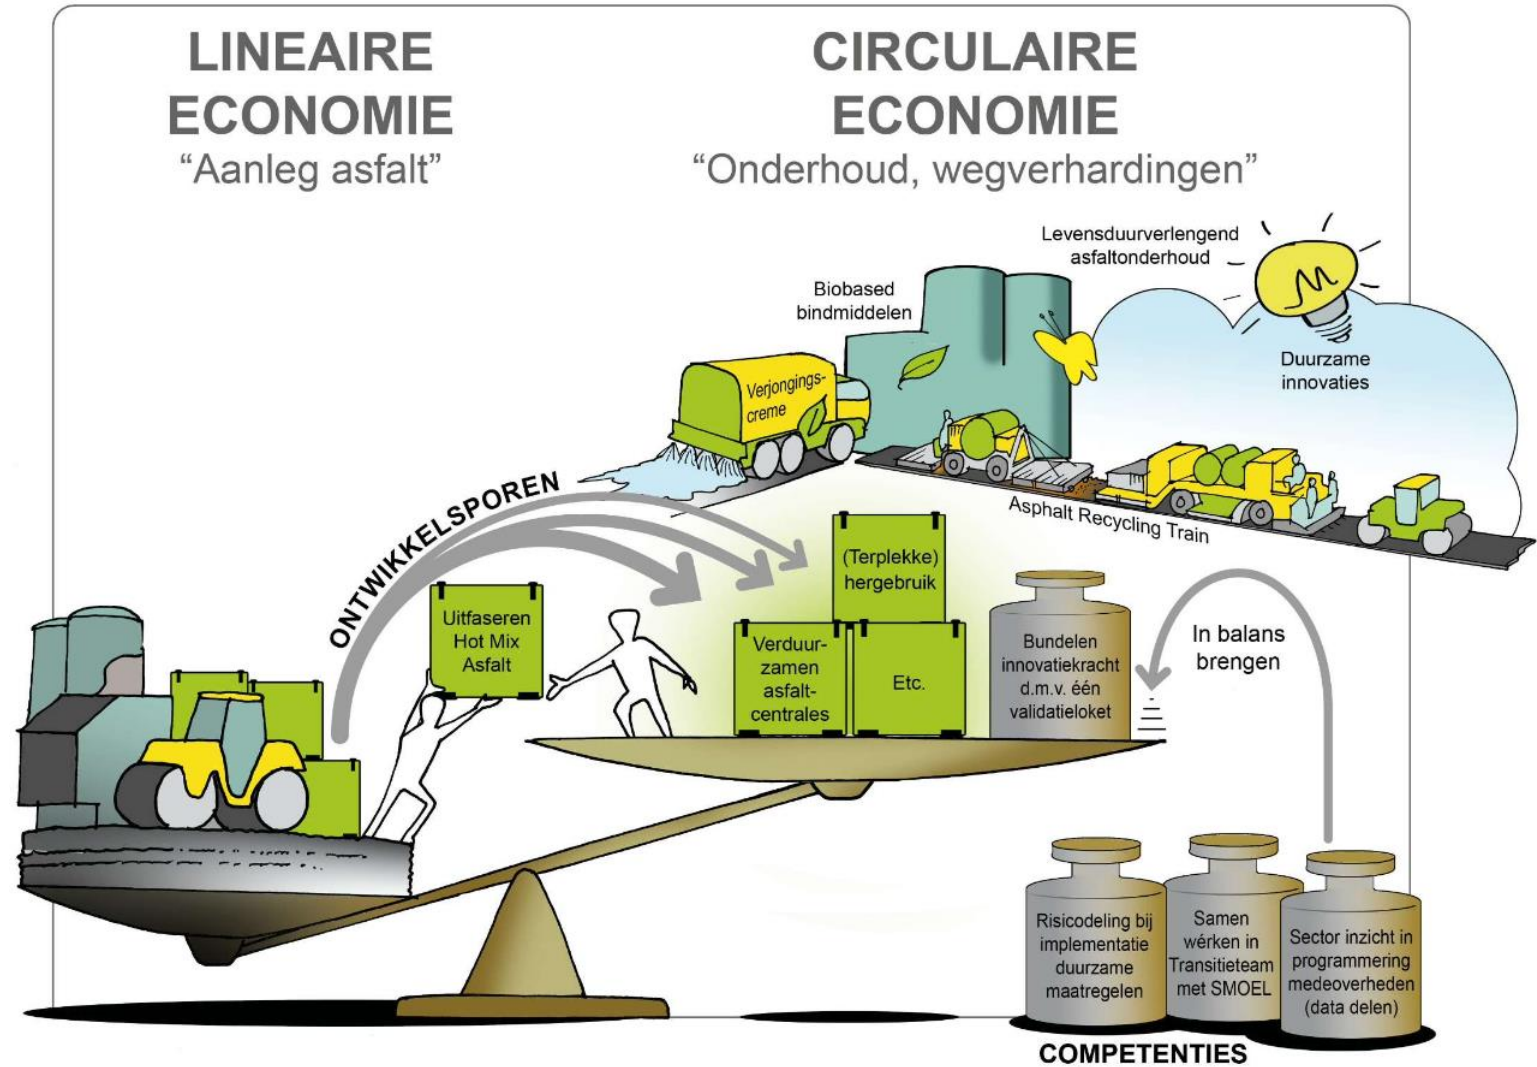 LINEAIRE
ECONOMIE
“Aanleg asfalt”
CIRCULAIRE
ECONOMIE
“Onderhoud, wegverhardingen”
Levensduurverlengend
asfaltonderhoud
Biobased
bindmiddelen
Duurzame
innovaties
Verjongings-
creme
Asphalt Recycling Train
ONTWIKKELSPOREN
(Terplekke)
hergebruik
Uitfaseren
Hot Mix
Asfalt
Verduur-
zamen
asfalt-
centrales
Etc.
Bundelen
innovatiekracht
d.m.v. één
validatieloket
In balans
brengen
Risicodeling bij
implementatie
duurzame
maatregelen
Samen
wérken in
Transitieteam
met SMOEL
Sector inzicht in
programmering
medeoverheden
(data delen)
COMPETENTIES